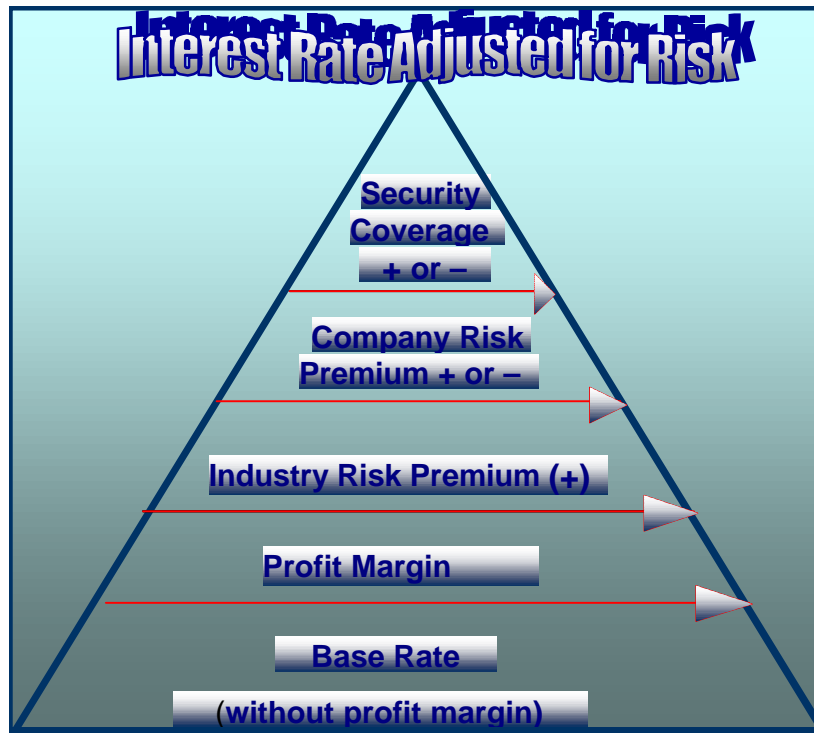 Interest Rate Adjusted for Risk
Security
Coverage
+ or –
Company Risk
Premium + or –
Industry Risk Premium (+)
Profit Margin
Base Rate
(without profit margin)